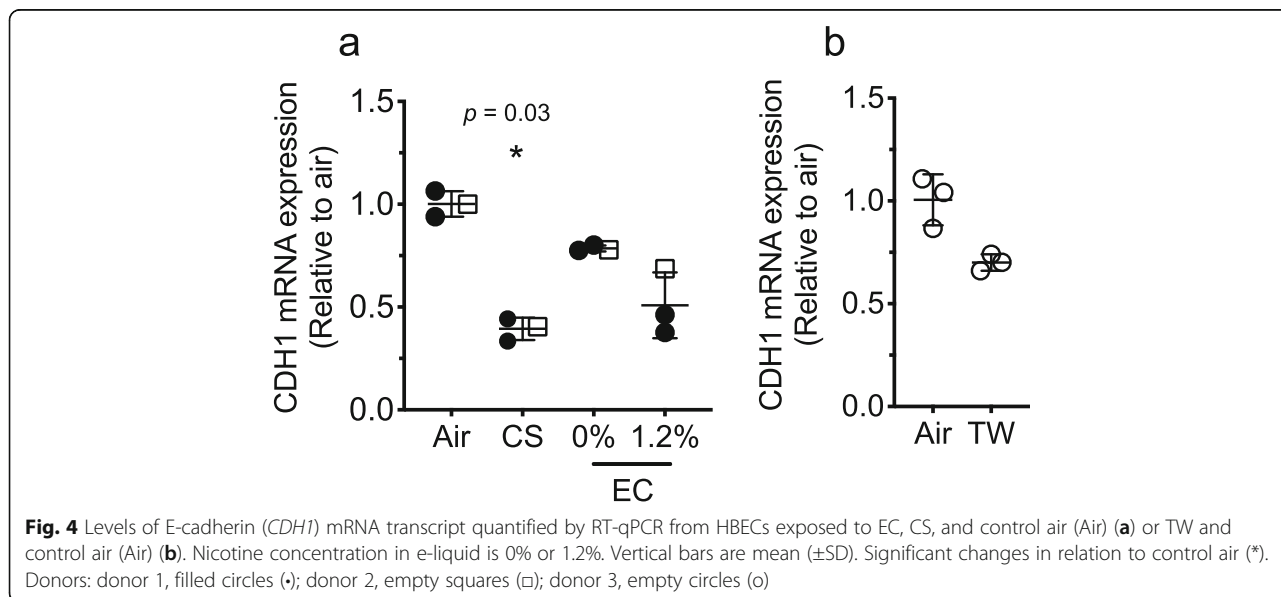 a
b
CDH1 mRNA expression
(Relative to air)
1.5
1.0
0.5
0.0
p = 0.03
*
Air CS 0% 1.2%
EC
CDH1 mRNA expression
(Relative to air)
1.5
1.0
0.5
0.0
Air TW
Fig. 4 Levels of E-cadherin (CDH1) mRNA transcript quantified by RT-qPCR from HBECs exposed to EC, CS, and control air (Air) (a) or TW and
control air (Air) (b). Nicotine concentration in e-liquid is 0% or 1.2%. Vertical bars are mean (±SD). Significant changes in relation to control air (*).
Donors: donor 1, filled circles (•); donor 2, empty squares (□); donor 3, empty circles (o)